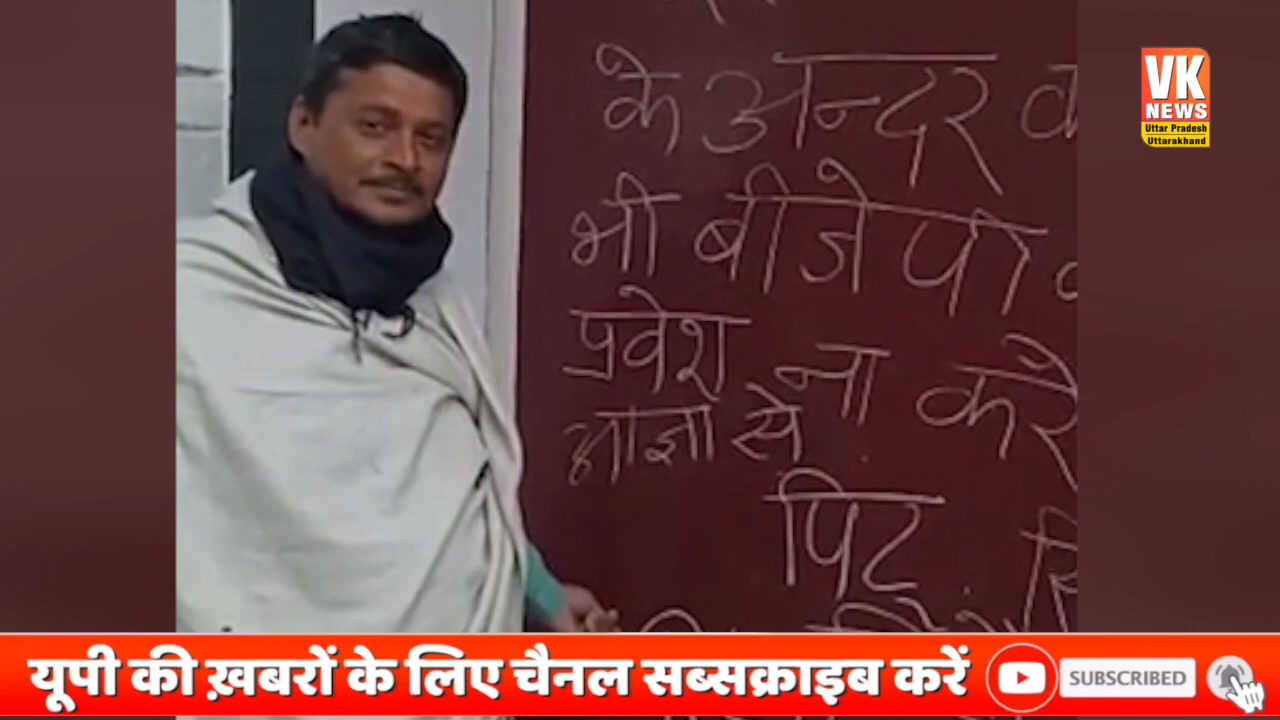 के अन्दर
भी बीजेपी
प्रवेश ना करे
आज्ञा से
पिट
VK
NEWS
Uttar Pradesh
Uttarakhand
यूपी की ख़बरों के लिए चैनल सब्सक्राइब करें
SUBSCRIBED